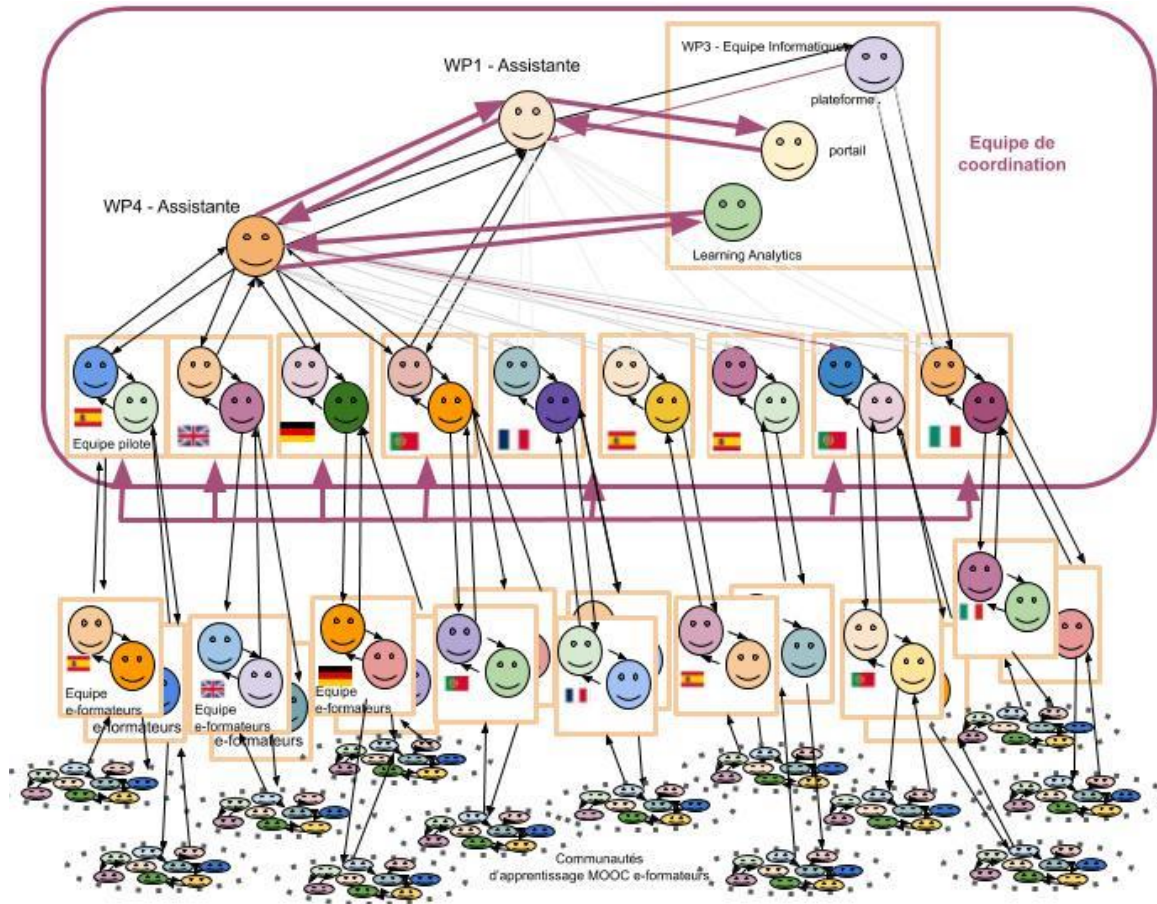 WP3 - Equipe Informatique
WP1 - Assistante
plateforme
portail
Equipe de
coordination
WP4 - Assistante
Learning Analytics
Equipe pilote
Equipe
e-formateurs
e-formateurs
Equipe
e-formateurs
e-formateurs
Equipe
e-formateurs
Communautés
d'apprentissage MOOC e-formateurs